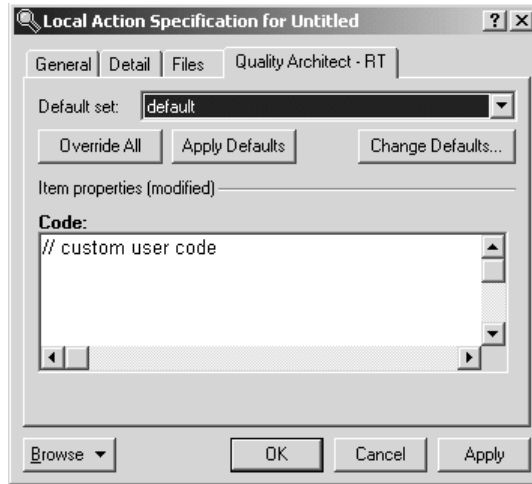 Local Action Specification for Untitled
General Detail Files Quality Architect - RT
Default set: default
Override All Apply Defaults Change Defaults...
Item properties (modified)
Code:
// custom user code
Browse OK Cancel Apply